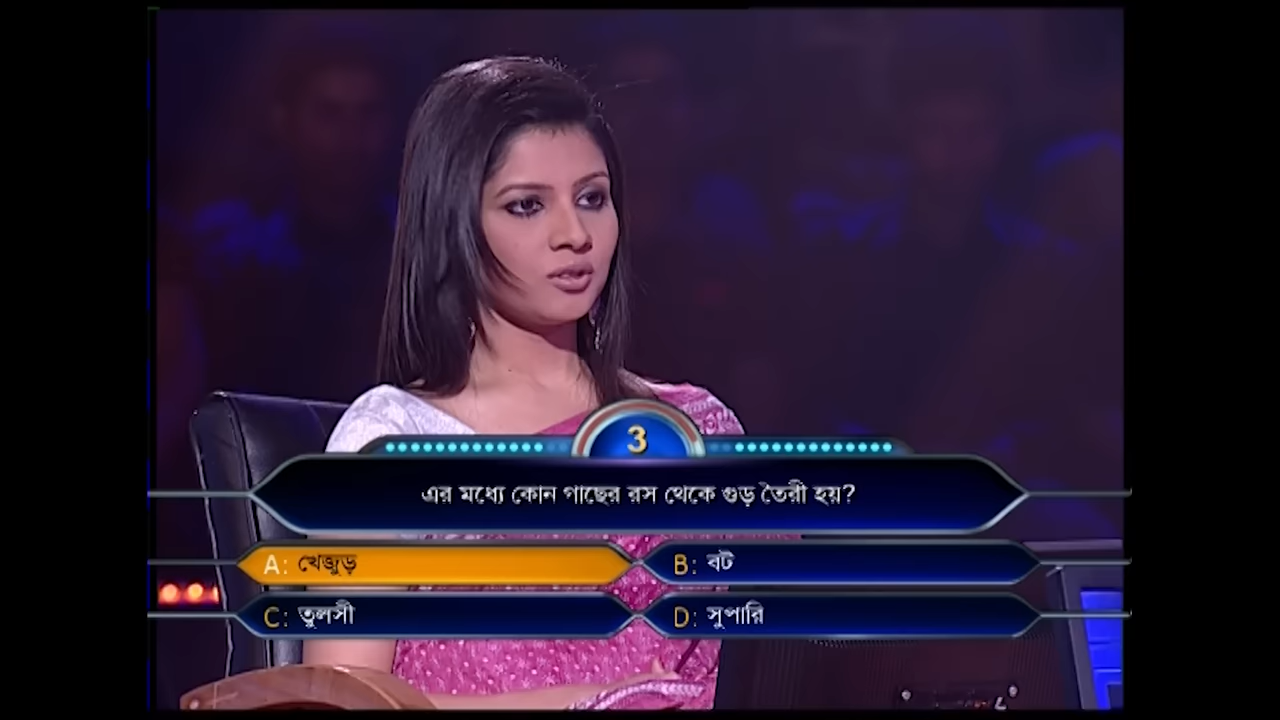 3
এর মধ্যে কোন গাছের রস থেকে গুড় তৈরী হয়?
A: খেজুড়
B: বট
C: তুলসী
D: সুপারি